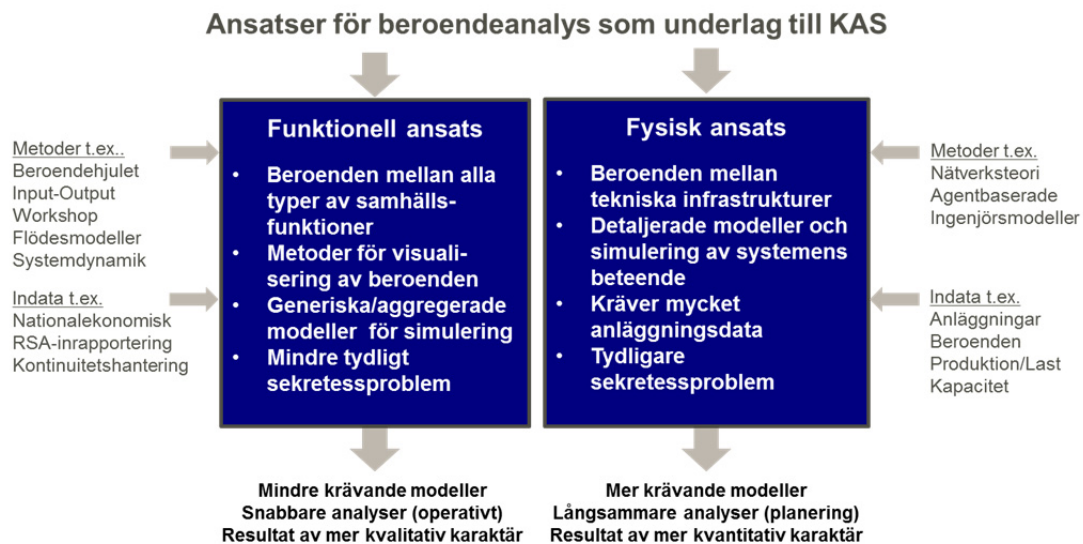 Ansatser för beroendeanalys som underlag till KAS
Metoder t.ex..
Beroendehjulet
Input-Output
Workshop
Flödesmodeller
Systemdynamik
Indata t.ex.
Nationalekonomisk
RSA-inrapportering
Kontinuitetshantering
Funktionell ansats
• Beroenden mellan alla
typer av samhälls-
funktioner
• Metoder för visuali-
sering av beroenden
• Generiska/aggregerade
modeller för simulering
• Mindre tydligt
sekretessproblem
Fysisk ansats
• Beroenden mellan
tekniska infrastrukturer
• Detaljerade modeller och
simulering av systemens
beteende
• Kräver mycket
anläggningsdata
• Tydligare
sekretessproblem
Metoder t.ex.
Nätverksteori
Agentbaserade
Ingenjörsmodeller
Indata t.ex.
Anläggningar
Beroenden
Produktion/Last
Kapacitet
Mindre krävande modeller
Snabbare analyser (operativt)
Resultat av mer kvalitativ karaktär
Mer krävande modeller
Långsammare analyser (planering)
Resultat av mer kvantitativ karaktär